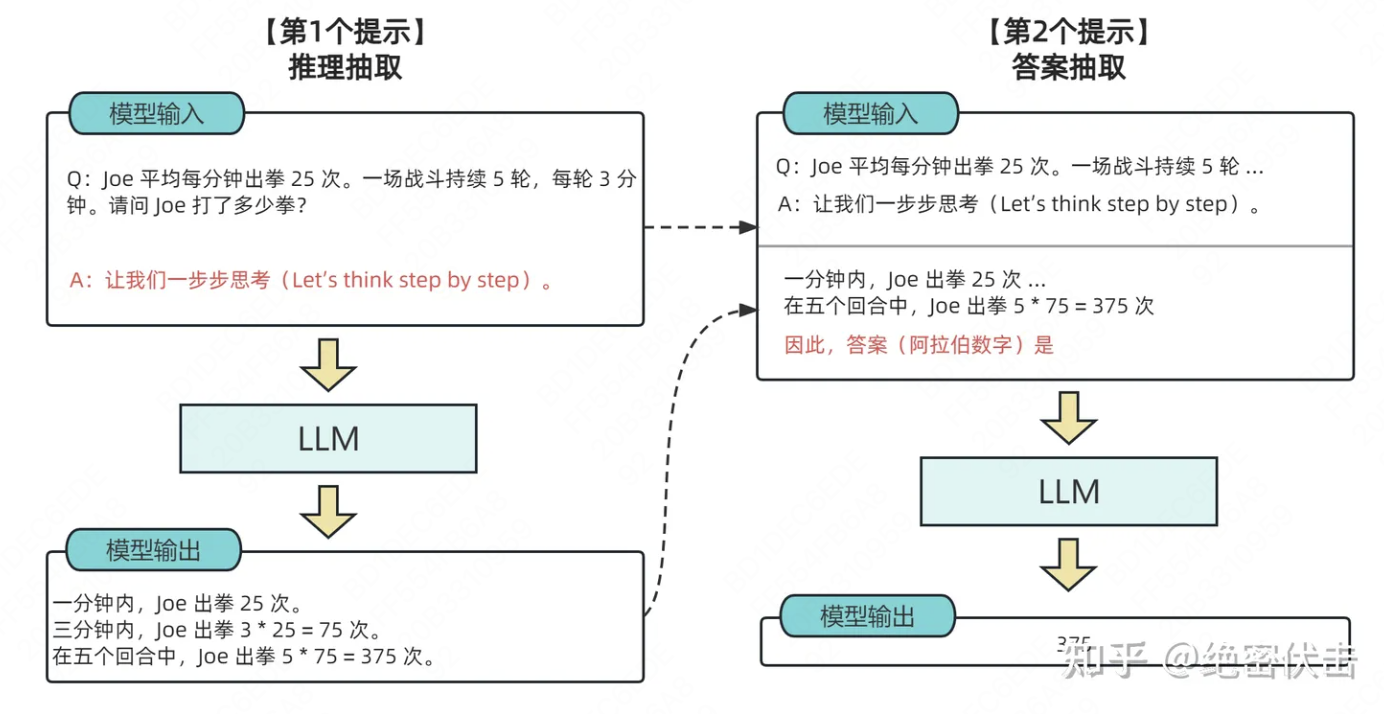 【第1个提示】
推理抽取
模型输入
Q：Joe 平均每分钟出拳 25 次。一场战斗持续 5 轮，每轮 3 分
钟。请问 Joe 打了多少拳？
A：让我们一步步思考（Let’s think step by step）。
LLM
模型输出
一分钟内，Joe 出拳 25 次。
三分钟内，Joe 出拳 3 * 25 = 75 次。
在五个回合中，Joe 出拳 5 * 75 = 375 次。
【第2个提示】
答案抽取
模型输入
Q：Joe 平均每分钟出拳 25 次。一场战斗持续 5 轮 ...
A：让我们一步步思考（Let’s think step by step）。
一分钟内，Joe 出拳 25 次 ...
在五个回合中，Joe 出拳 5 * 75 = 375 次
因此，答案（阿拉伯数字）是
LLM
模型输出
375
知乎 @绝密伏击